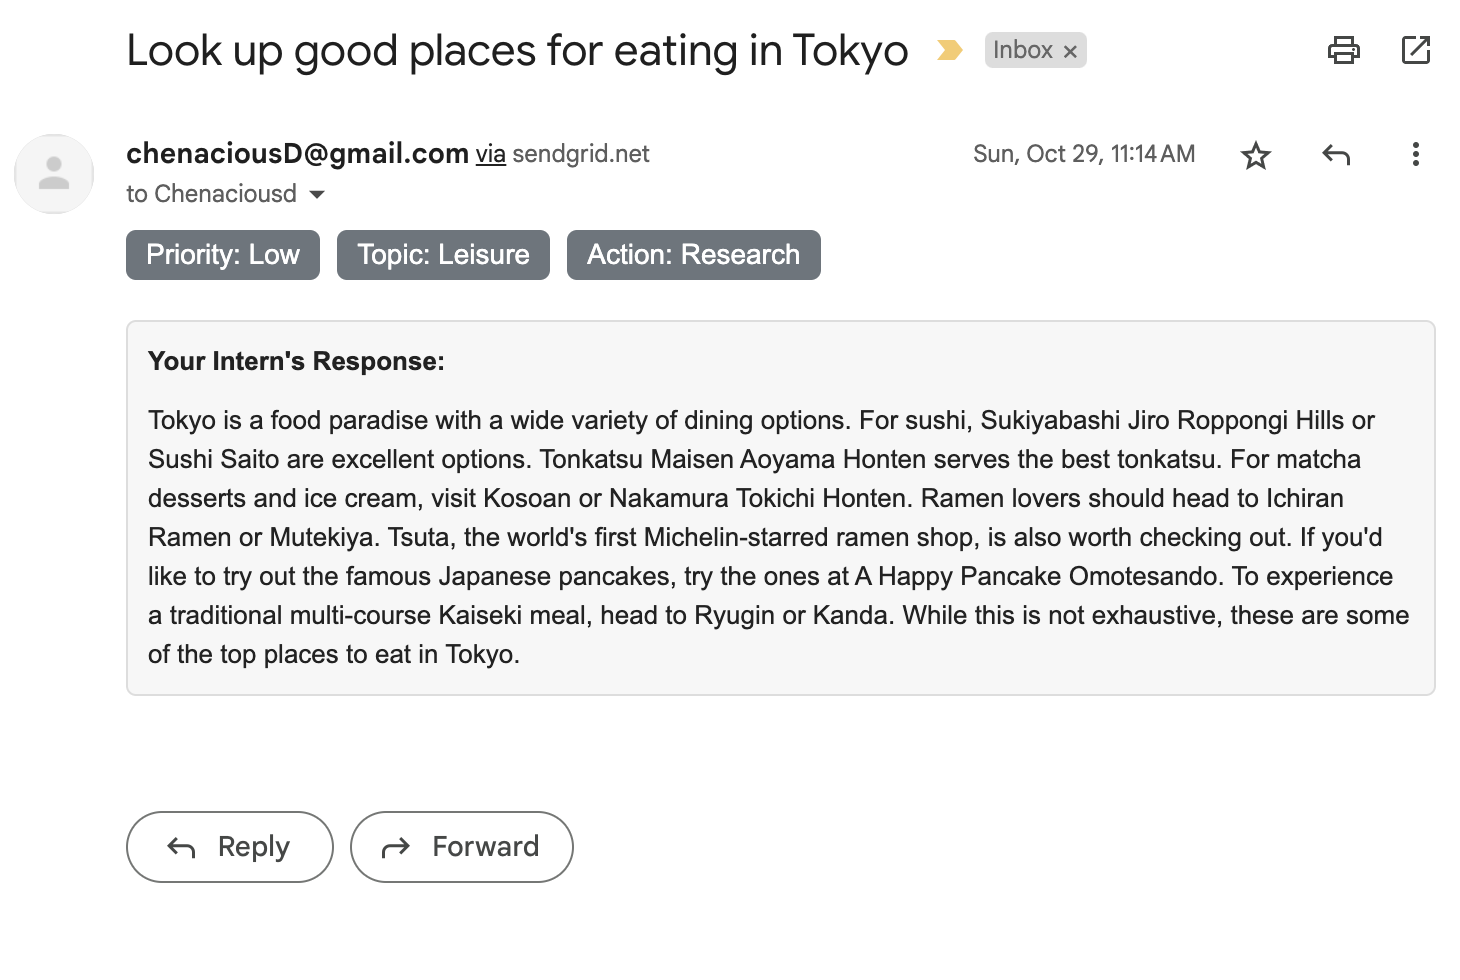 Look up good places for eating in Tokyo
Inbox ×
chenaciousD@gmail.com via sendgrid.net
Sun, Oct 29, 11:14 AM
to Chenaciousd
Priority: Low
Topic: Leisure
Action: Research
Your Intern's Response:
Tokyo is a food paradise with a wide variety of dining options. For sushi, Sukiyabashi Jiro Roppongi Hills or
Sushi Saito are excellent options. Tonkatsu Maisen Aoyama Honten serves the best tonkatsu. For matcha
desserts and ice cream, visit Kosoan or Nakamura Tokichi Honten. Ramen lovers should head to Ichiran
Ramen or Mutekiya. Tsuta, the world's first Michelin-starred ramen shop, is also worth checking out. If you'd
like to try out the famous Japanese pancakes, try the ones at A Happy Pancake Omotesando. To experience
a traditional multi-course Kaiseki meal, head to Ryugin or Kanda. While this is not exhaustive, these are some
of the top places to eat in Tokyo.
Reply
Forward